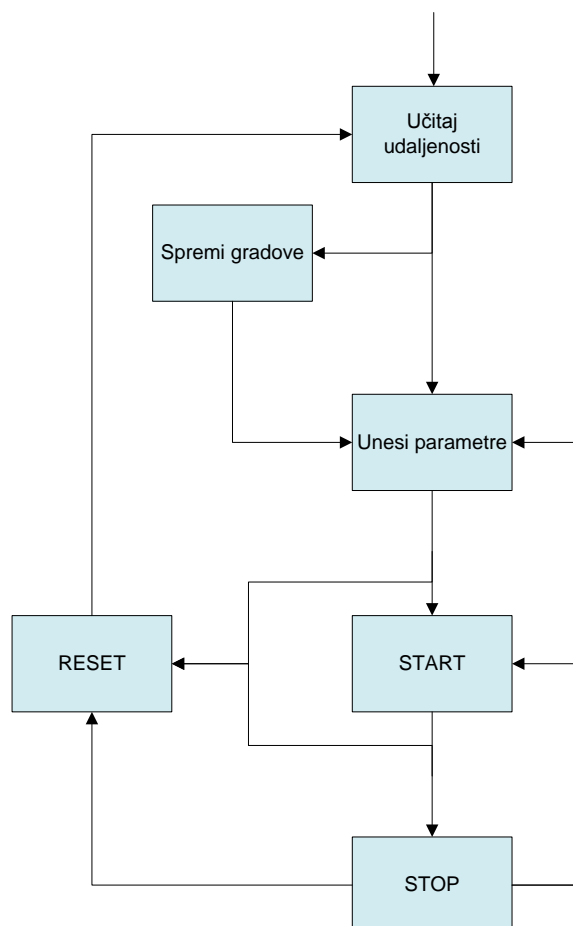 Učitaj
udaljenosti
Spremi gradove
Unesi parametre
RESET
START
STOP